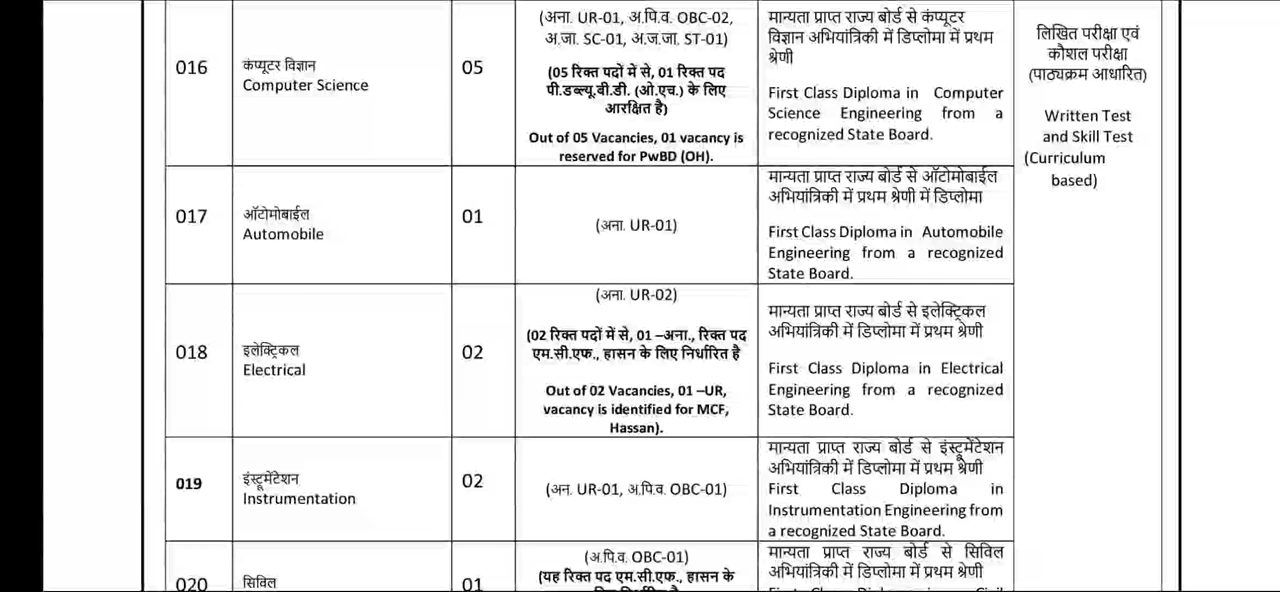 016
कंप्यूटर विज्ञान
Computer Science
05
(अना. UR-01, अ.पि.व. OBC-02,
अ.जा. SC-01, अ.ज.जा. ST-01)
(05 रिक्त पदों में से, 01 रिक्त पद
पी.डब्ल्यू.बी.डी. (ओ.एच.) के लिए
आरक्षित है)
Out of 05 Vacancies, 01 vacancy is
reserved for PwBD (OH).
मान्यता प्राप्त राज्य बोर्ड से कंप्यूटर
विज्ञान अभियांत्रिकी में डिप्लोमा में प्रथम
श्रेणी
First Class Diploma in Computer
Science Engineering from a
recognized State Board.
लिखित परीक्षा एवं
कौशल परीक्षा
(पाठ्यक्रम आधारित)
Written Test
and Skill Test
(Curriculum
based)
017
ऑटोमोबाईल
Automobile
01
(अना. UR-01)
मान्यता प्राप्त राज्य बोर्ड से ऑटोमोबाईल
अभियांत्रिकी में प्रथम श्रेणी में डिप्लोमा
First Class Diploma in Automobile
Engineering from a recognized
State Board.
018
इलेक्ट्रिकल
Electrical
02
(अना. UR-02)
(02 रिक्त पदों में से, 01 –अना., रिक्त पद
एम.सी.एफ., हासन के लिए निर्धारित है
Out of 02 Vacancies, 01 –UR,
vacancy is identified for MCF,
Hassan).
मान्यता प्राप्त राज्य बोर्ड से इलेक्ट्रिकल
अभियांत्रिकी में डिप्लोमा में प्रथम श्रेणी
First Class Diploma in Electrical
Engineering from a recognized
State Board.
019
इंस्ट्रूमेंटेशन
Instrumentation
02
(अन. UR-01, अ.पि.व. OBC-01)
मान्यता प्राप्त राज्य बोर्ड से इंस्ट्रूमेंटेशन
अभियांत्रिकी में डिप्लोमा में प्रथम श्रेणी
First Class Diploma in
Instrumentation Engineering from
a recognized State Board.
020
सिविल
01
(अ.पि.व. OBC-01)
(यह रिक्त पद एम.सी.एफ., हासन के
मान्यता प्राप्त राज्य बोर्ड से सिविल
अभियांत्रिकी में डिप्लोमा में प्रथम श्रेणी